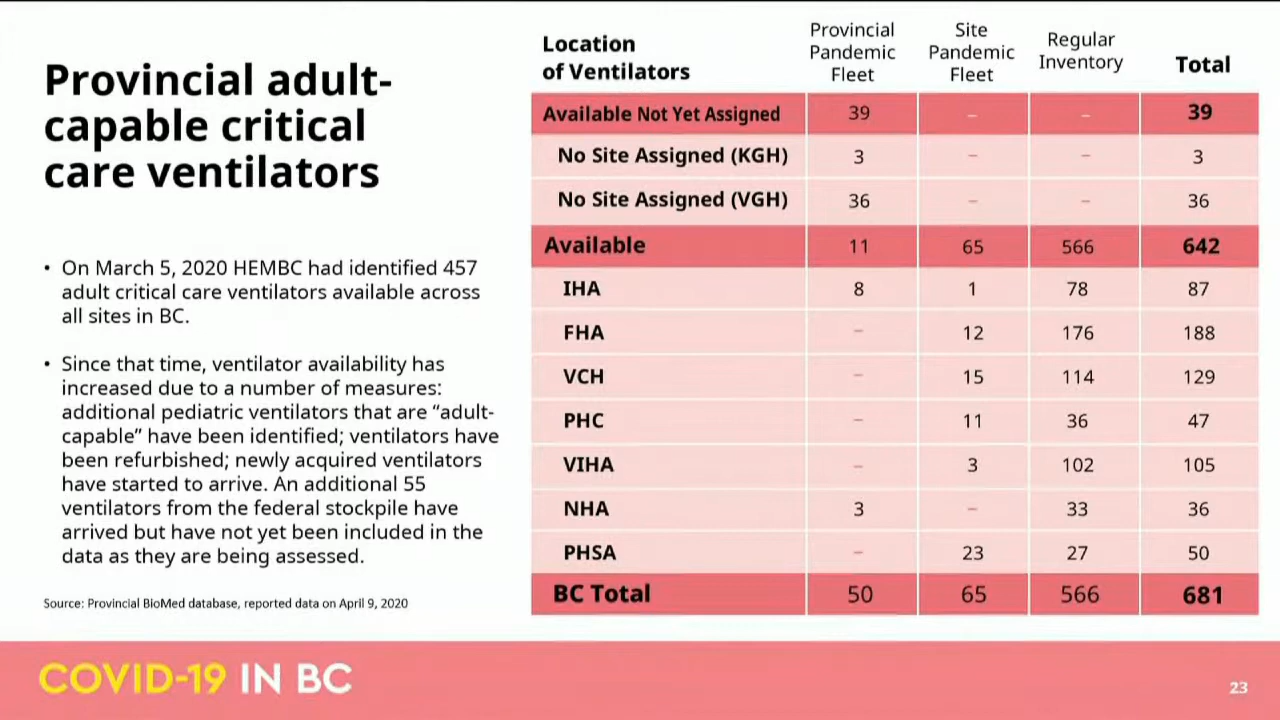 Provincial adult-
capable critical
care ventilators
• On March 5, 2020 HEMBC had identified 457
adult critical care ventilators available across
all sites in BC.
• Since that time, ventilator availability has
increased due to a number of measures:
additional pediatric ventilators that are “adult-
capable” have been identified; ventilators have
been refurbished; newly acquired ventilators
have started to arrive. An additional 55
ventilators from the federal stockpile have
arrived but have not yet been included in the
data as they are being assessed.
Source: Provincial BioMed database, reported data on April 9, 2020
Location
of Ventilators
Provincial
Pandemic
Fleet
Site
Pandemic
Fleet
Regular
Inventory
Total
Available Not Yet Assigned 39 – – 39
No Site Assigned (KGH) 3 – – 3
No Site Assigned (VGH) 36 – – 36
Available 11 65 566 642
IHA 8 1 78 87
FHA – 12 176 188
VCH – 15 114 129
PHC – 11 36 47
VIHA – 3 102 105
NHA 3 – 33 36
PHSA – 23 27 50
BC Total 50 65 566 681
COVID-19 IN BC
23